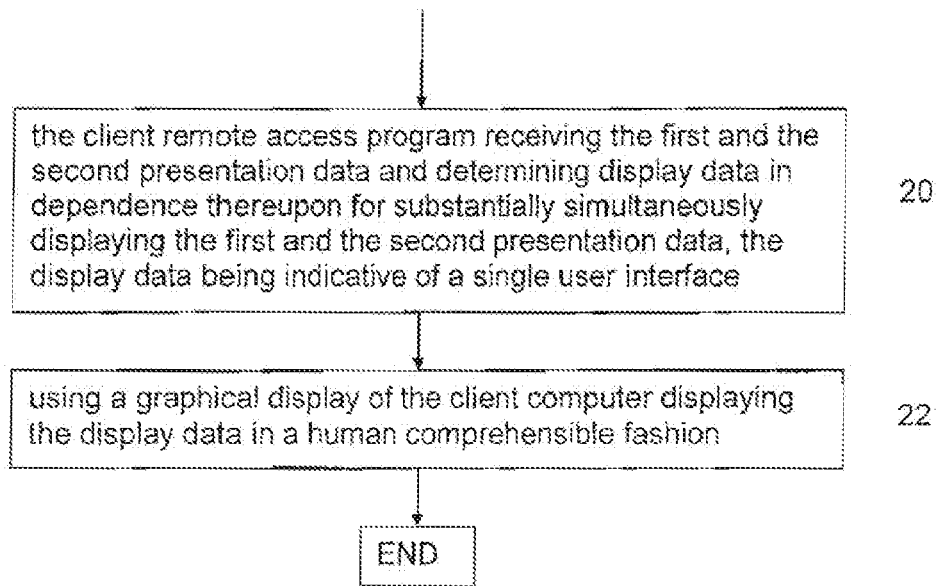 the client remote access program receiving the first and the
second presentation data and determining display data in
dependence thereupon for substantially simultaneously
displaying the first and the second presentation data, the
display data being indicative of a single user interface
20
using a graphical display of the client computer displaying
the display data in a human comprehensible fashion
22
END